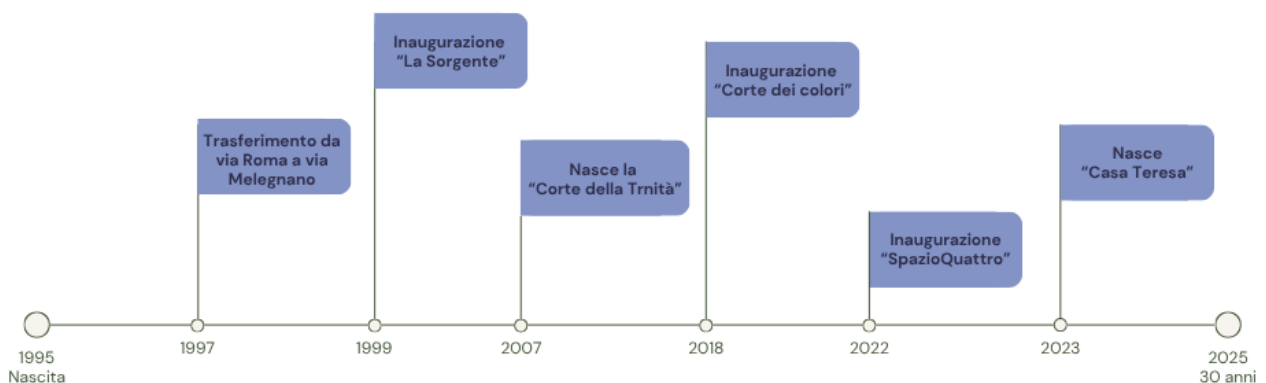 Inaugurazione
“La Sorgente”
Inaugurazione
“Corte dei colori”
Trasferimento da
via Roma a via
Melegnano
Nasce la
“Corte della Trnità”
Nasce
“Casa Teresa”
Inaugurazione
“SpazioQuattro”
1995
Nascita
1997
1999
2007
2018
2022
2023
2025
30 anni